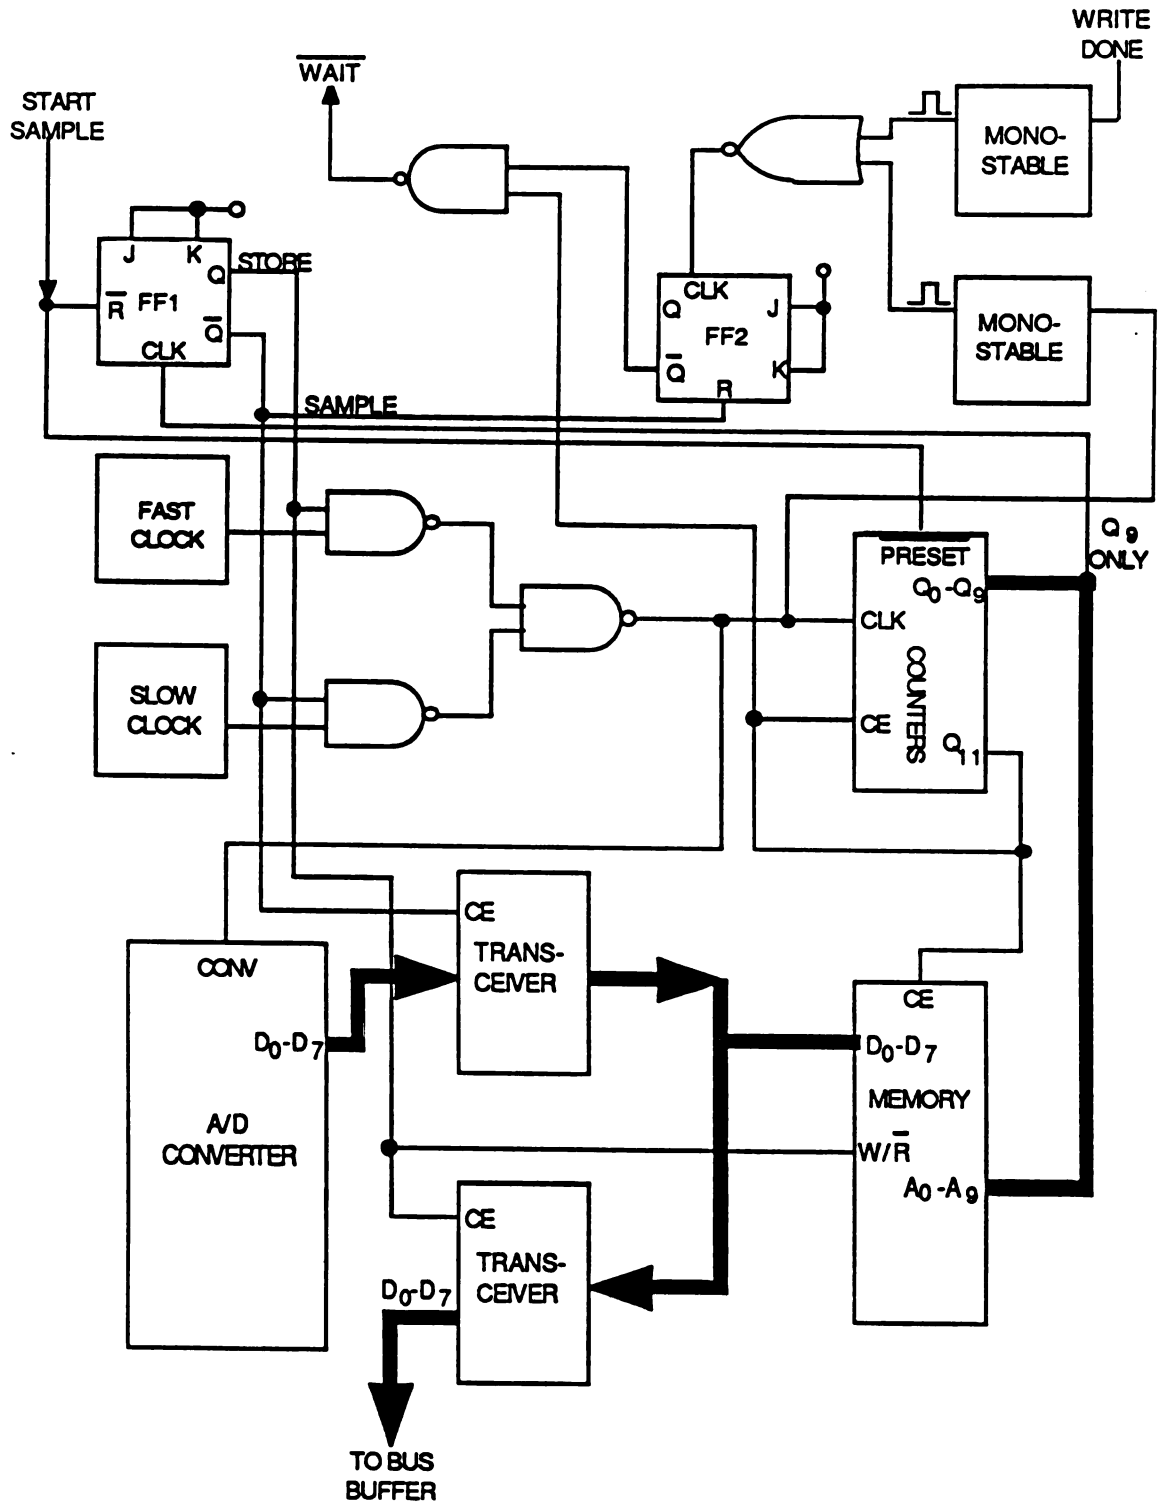 WRITE
DONE
WAIT
START
SAMPLE
MONO-
STABLE
J K
Q STORE
R FF1
Q
CLK
CLK
Q J
FF2
Q K
R
MONO-
STABLE
SAMPLE
FAST
CLOCK
Q9
ONLY
PRESET
Q0-Q9
CLK
COUNTERS
CE
Q11
SLOW
CLOCK
CE
TRANS-
CEIVER
CONV
D0-D7
A/D
CONVERTER
CE
D0-D7
MEMORY
W/R
A0-A9
CE
TRANS-
CEIVER
D0-D7
TO BUS
BUFFER